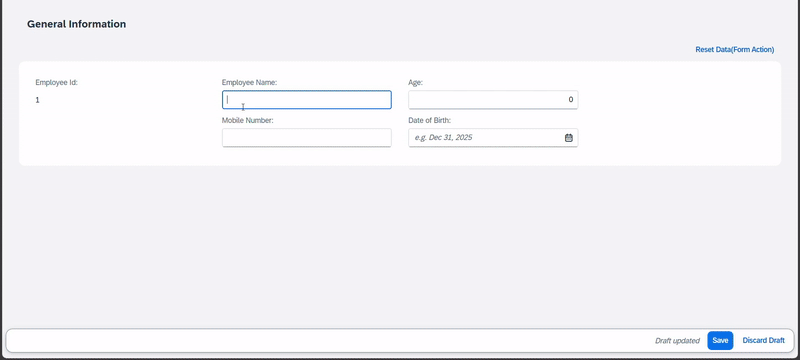 General Information
Reset Data(Form Action)
Employee Id:
Employee Name:
Age:
1
0
Mobile Number:
Date of Birth:
e.g. Dec 31, 2025
Draft updated
Save
Discard Draft